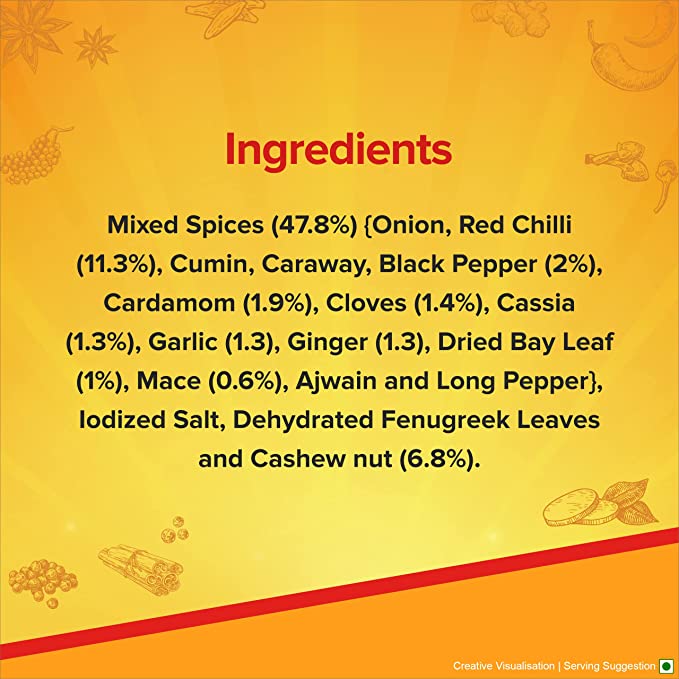 Ingredients
Mixed Spices (47.8%) {Onion, Red Chilli
(11.3%), Cumin, Caraway, Black Pepper (2%),
Cardamom (1.9%), Cloves (1.4%), Cassia
(1.3%), Garlic (1.3), Ginger (1.3), Dried Bay Leaf
(1%), Mace (0.6%), Ajwain and Long Pepper},
Iodized Salt, Dehydrated Fenugreek Leaves
and Cashew nut (6.8%).
Creative Visualisation | Serving Suggestion